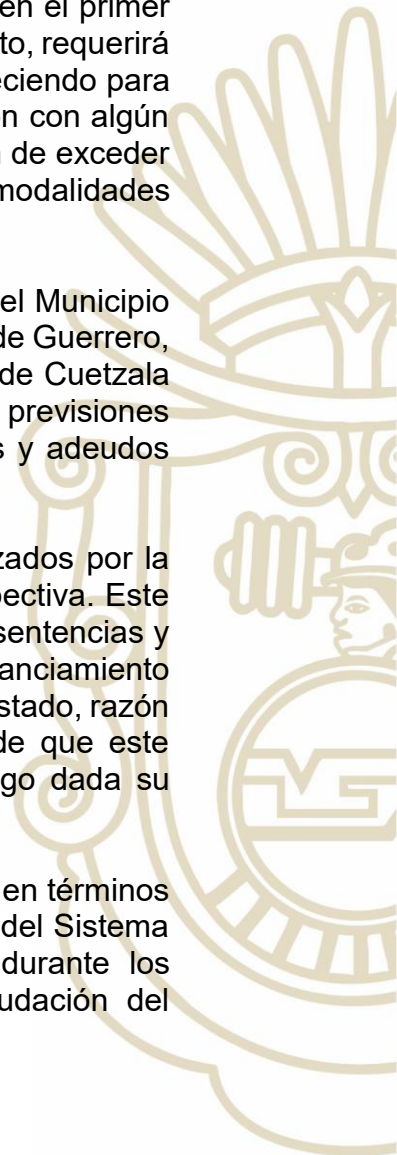 en el primer
to, requerirá
eciendo para
n con algún
de exceder
modalidades
el Municipio
de Guerrero,
de Cuetzala
previsiones
s y adeudos
zados por la
pectiva. Este
sentencias y
anciamiento
stado, razón
de que este
go dada su
en términos
del Sistema
durante los
udación del